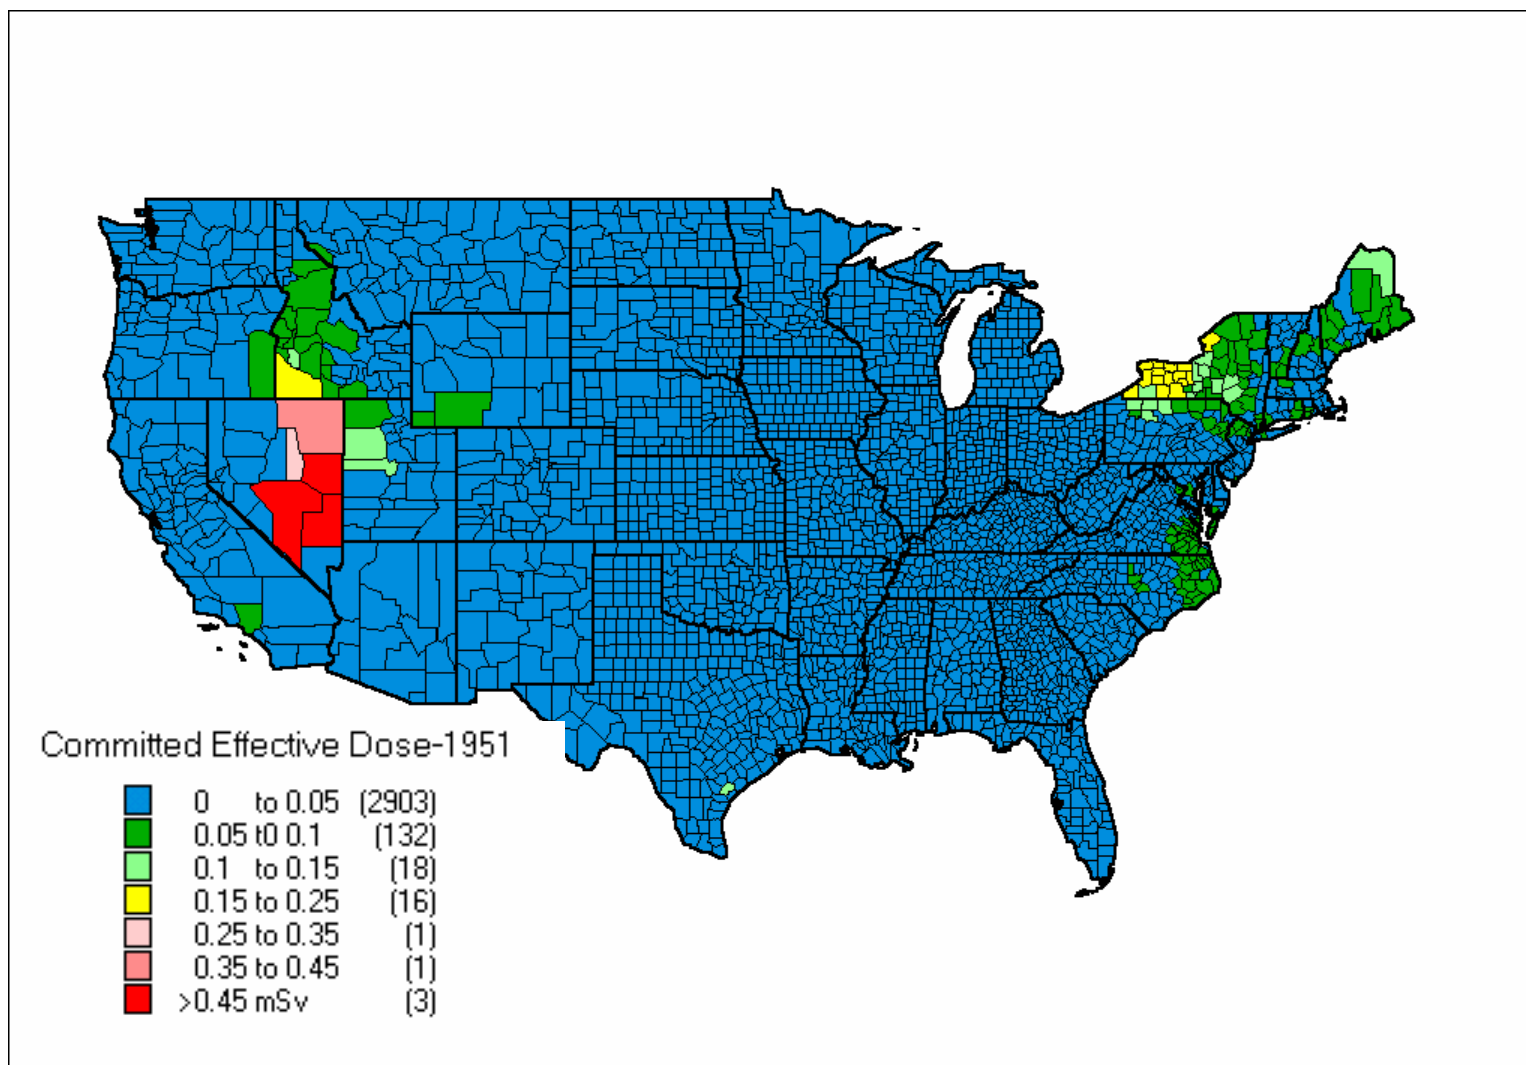 Committed Effective Dose-1951
0 to 0.05 (2903)
0.05 t0 0.1 (132)
0.1 to 0.15 (18)
0.15 to 0.25 (16)
0.25 to 0.35 (1)
0.35 to 0.45 (1)
>0.45 mSv (3)